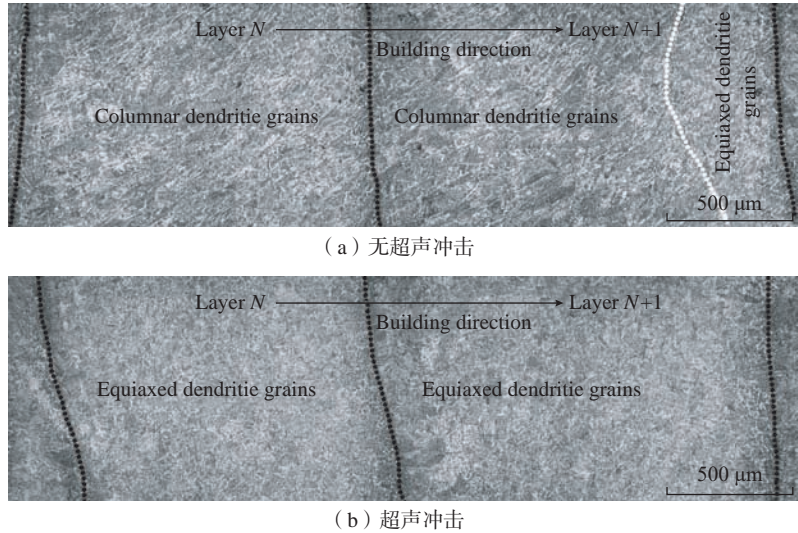 Layer N
Layer N+1
Building direction
Columnar dendritie grains
Columnar dendritie grains
Equiaxed dendritie
grains
500 μm
（a）无超声冲击
Layer N
Layer N+1
Building direction
Equiaxed dendritie grains
Equiaxed dendritie grains
500 μm
（b）超声冲击